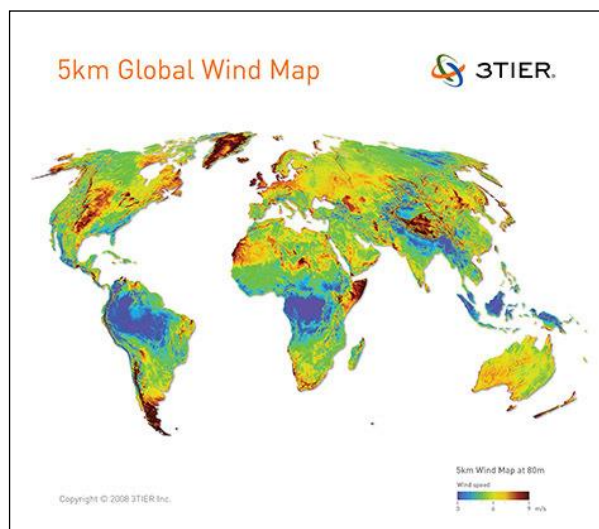 5km Global Wind Map
3TIER®
5km Wind Map at 80m
Wind speed
3 6 9 m/s
Copyright © 2008 3TIER Inc.